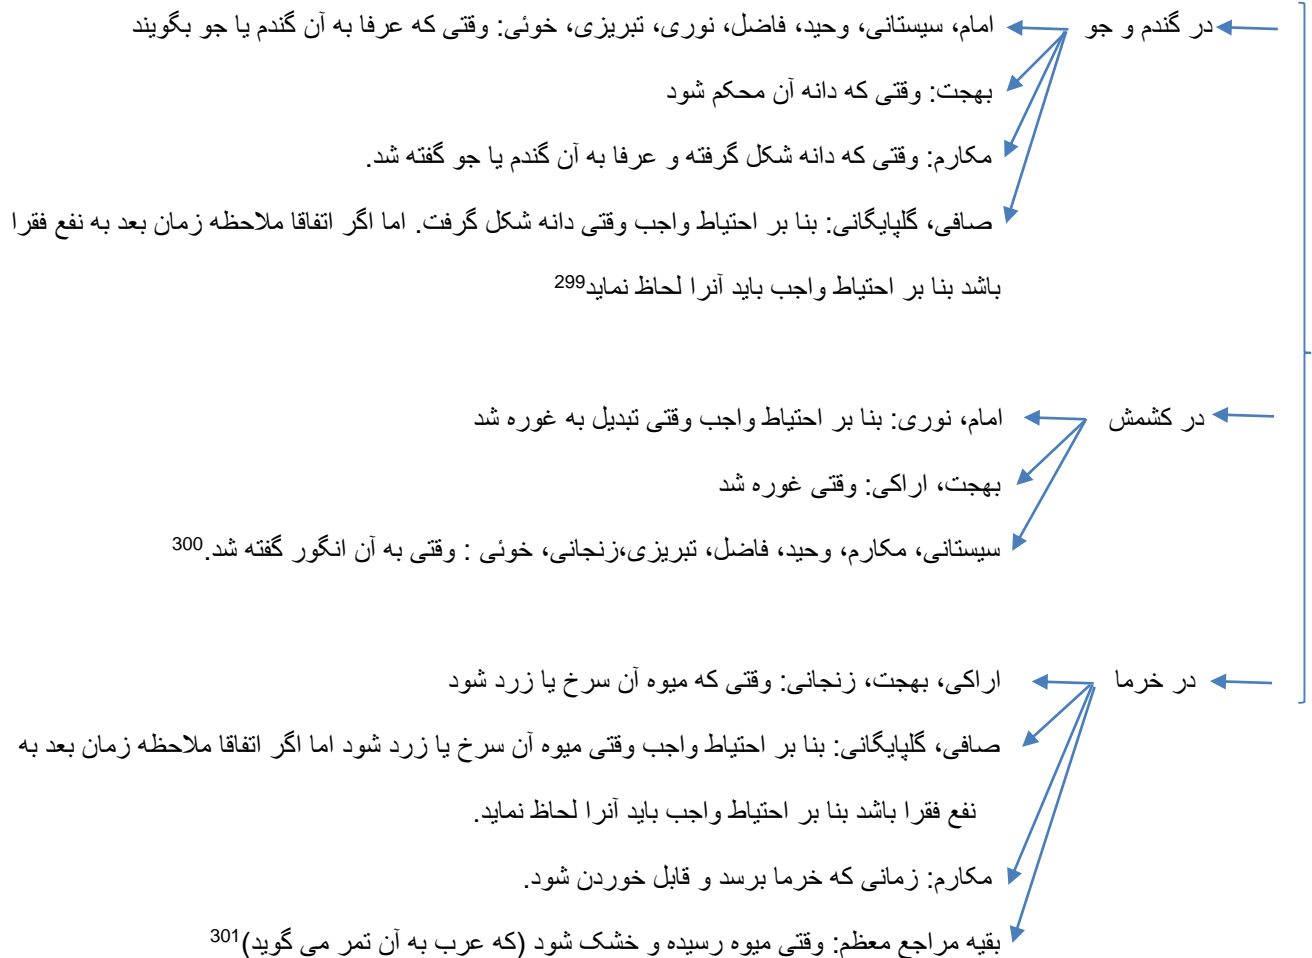 در گندم و جو
امام، سیستانی، وحید، فاضل، نوری، تبریزی، خوئی: وقتی که عرفا به آن گندم یا جو بگویند
بهجت: وقتی که دانه آن محکم شود
مکارم: وقتی که دانه شکل گرفته و عرفا به آن گندم یا جو گفته شد.
صافی، گلپایگانی: بنا بر احتیاط واجب وقتی دانه شکل گرفت. اما اگر اتفاقا ملاحظه زمان بعد به نفع فقرا
باشد بنا بر احتیاط واجب باید آنرا لحاظ نماید299
در کشمش
امام، نوری: بنا بر احتیاط واجب وقتی تبدیل به غوره شد
بهجت، اراکی: وقتی غوره شد
سیستانی، مکارم، وحید، فاضل، تبریزی،زنجانی، خوئی : وقتی به آن انگور گفته شد.300
در خرما
اراکی، بهجت، زنجانی: وقتی که میوه آن سرخ یا زرد شود
صافی، گلپایگانی: بنا بر احتیاط واجب وقتی میوه آن سرخ یا زرد شود اما اگر اتفاقا ملاحظه زمان بعد به
نفع فقرا باشد بنا بر احتیاط واجب باید آنرا لحاظ نماید.
مکارم: زمانی که خرما برسد و قابل خوردن شود.
بقیه مراجع معظم: وقتی میوه رسیده و خشک شود (که عرب به آن تمر می گوید)301